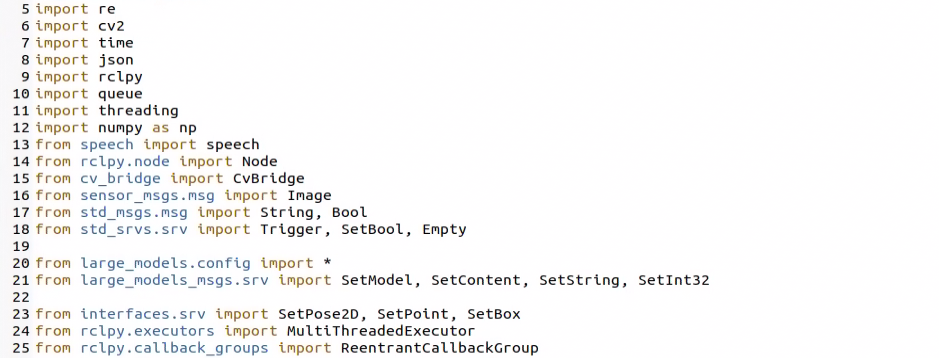 5 import re
6 import cv2
7 import time
8 import json
9 import rclpy
10 import queue
11 import threading
12 import numpy as np
13 from speech import speech
14 from rclpy.node import Node
15 from cv_bridge import CvBridge
16 from sensor_msgs.msg import Image
17 from std_msgs.msg import String, Bool
18 from std_srvs.srv import Trigger, SetBool, Empty
19
20 from large_models.config import *
21 from large_models_msgs.srv import SetModel, SetContent, SetString, SetInt32
22
23 from interfaces.srv import SetPose2D, SetPoint, SetBox
24 from rclpy.executors import MultiThreadedExecutor
25 from rclpy.callback_groups import ReentrantCallbackGroup